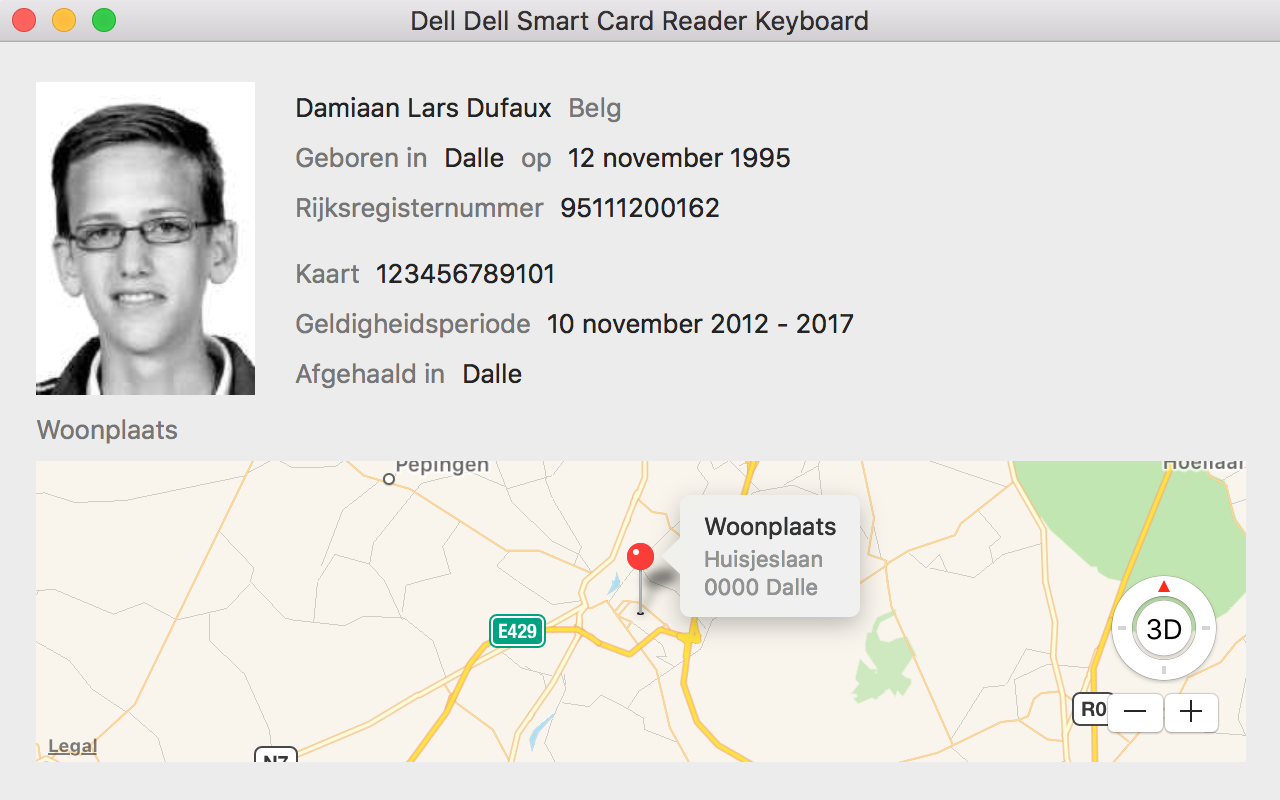 Dell Dell Smart Card Reader Keyboard
Damiaan Lars Dufaux Belg
Geboren in Dalle op 12 november 1995
Rijksregisternummer 95111200162
Kaart 123456789101
Geldigheidsperiode 10 november 2012 - 2017
Afgehaald in Dalle
Woonplaats
Pepingen
Woonplaats
Huisjeslaan
0000 Dalle
E429
3D
R0
Legal
N7